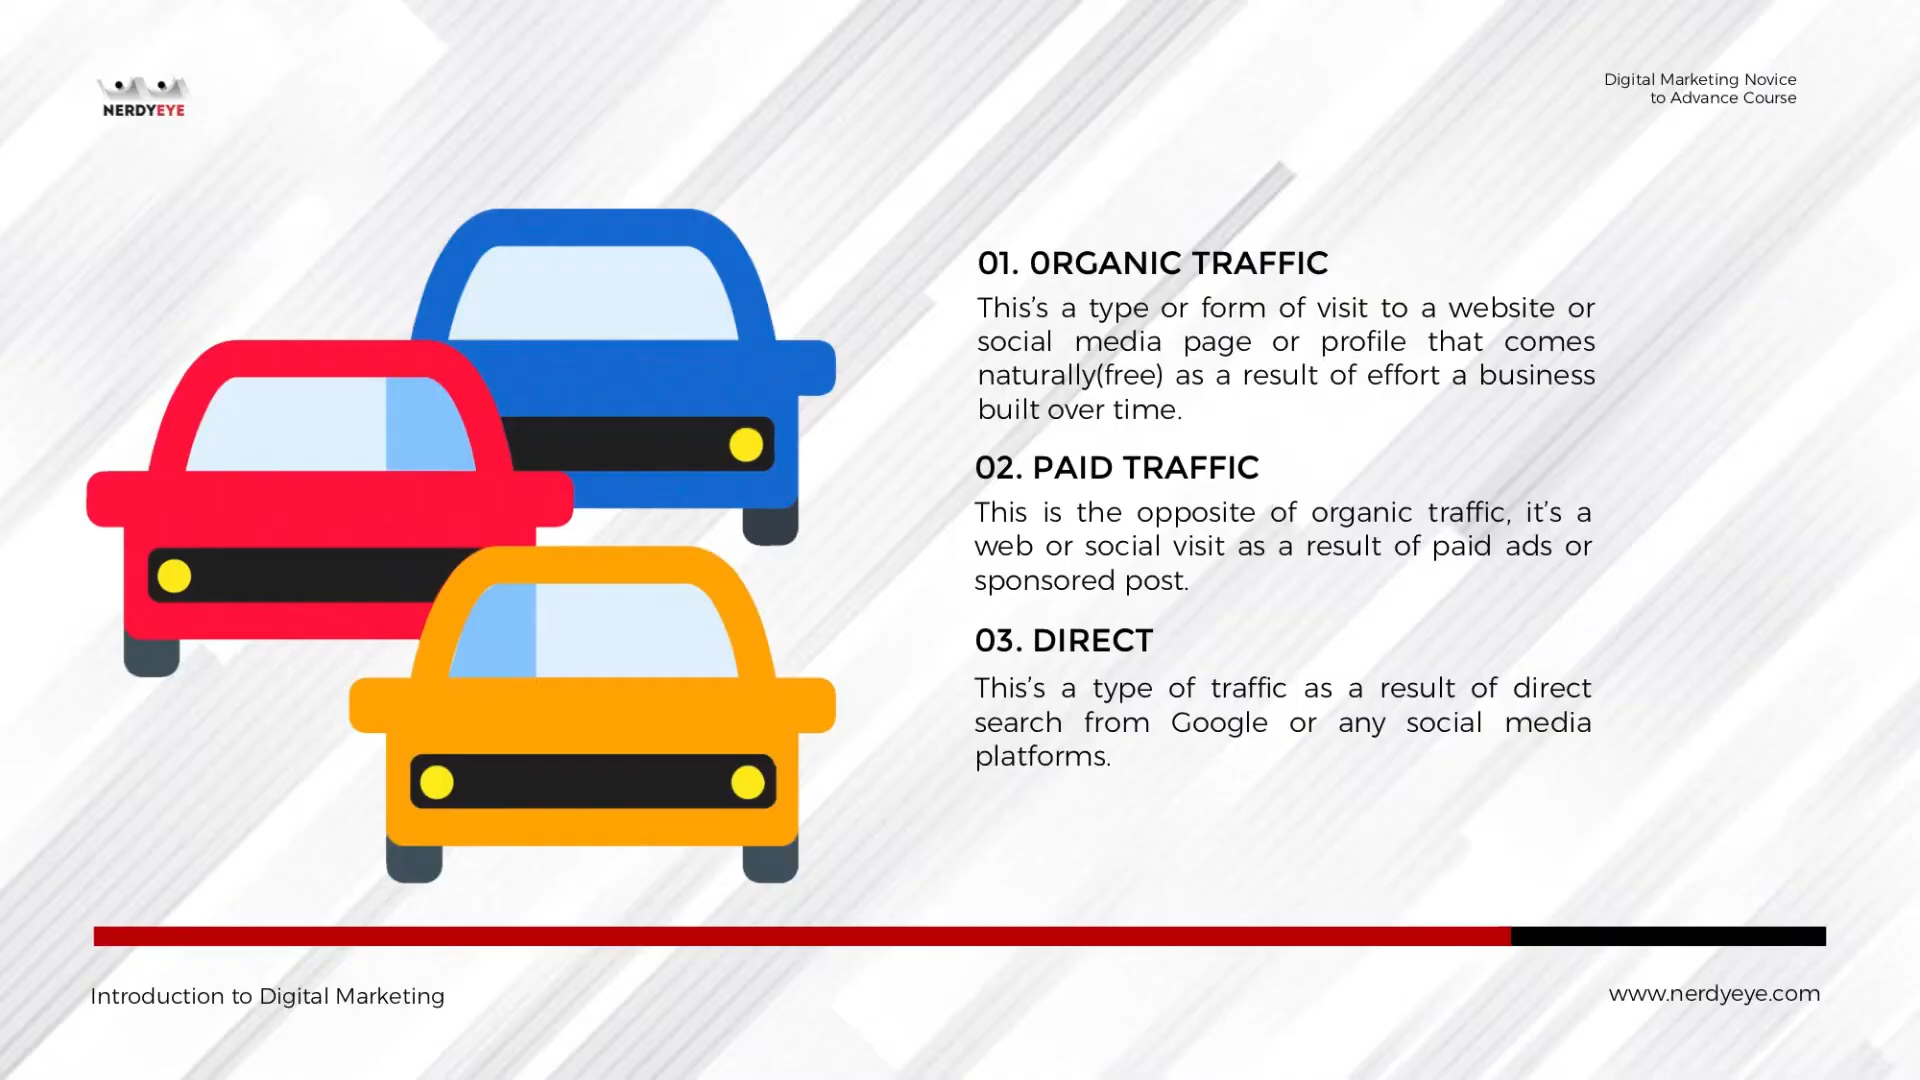 NERDYEYE
Digital Marketing Novice
to Advance Course
01. 0RGANIC TRAFFIC
This’s a type or form of visit to a website or
social media page or profile that comes
naturally(free) as a result of effort a business
built over time.
02. PAID TRAFFIC
This is the opposite of organic traffic, it’s a
web or social visit as a result of paid ads or
sponsored post.
03. DIRECT
This’s a type of traffic as a result of direct
search from Google or any social media
platforms.
Introduction to Digital Marketing
www.nerdyeye.com